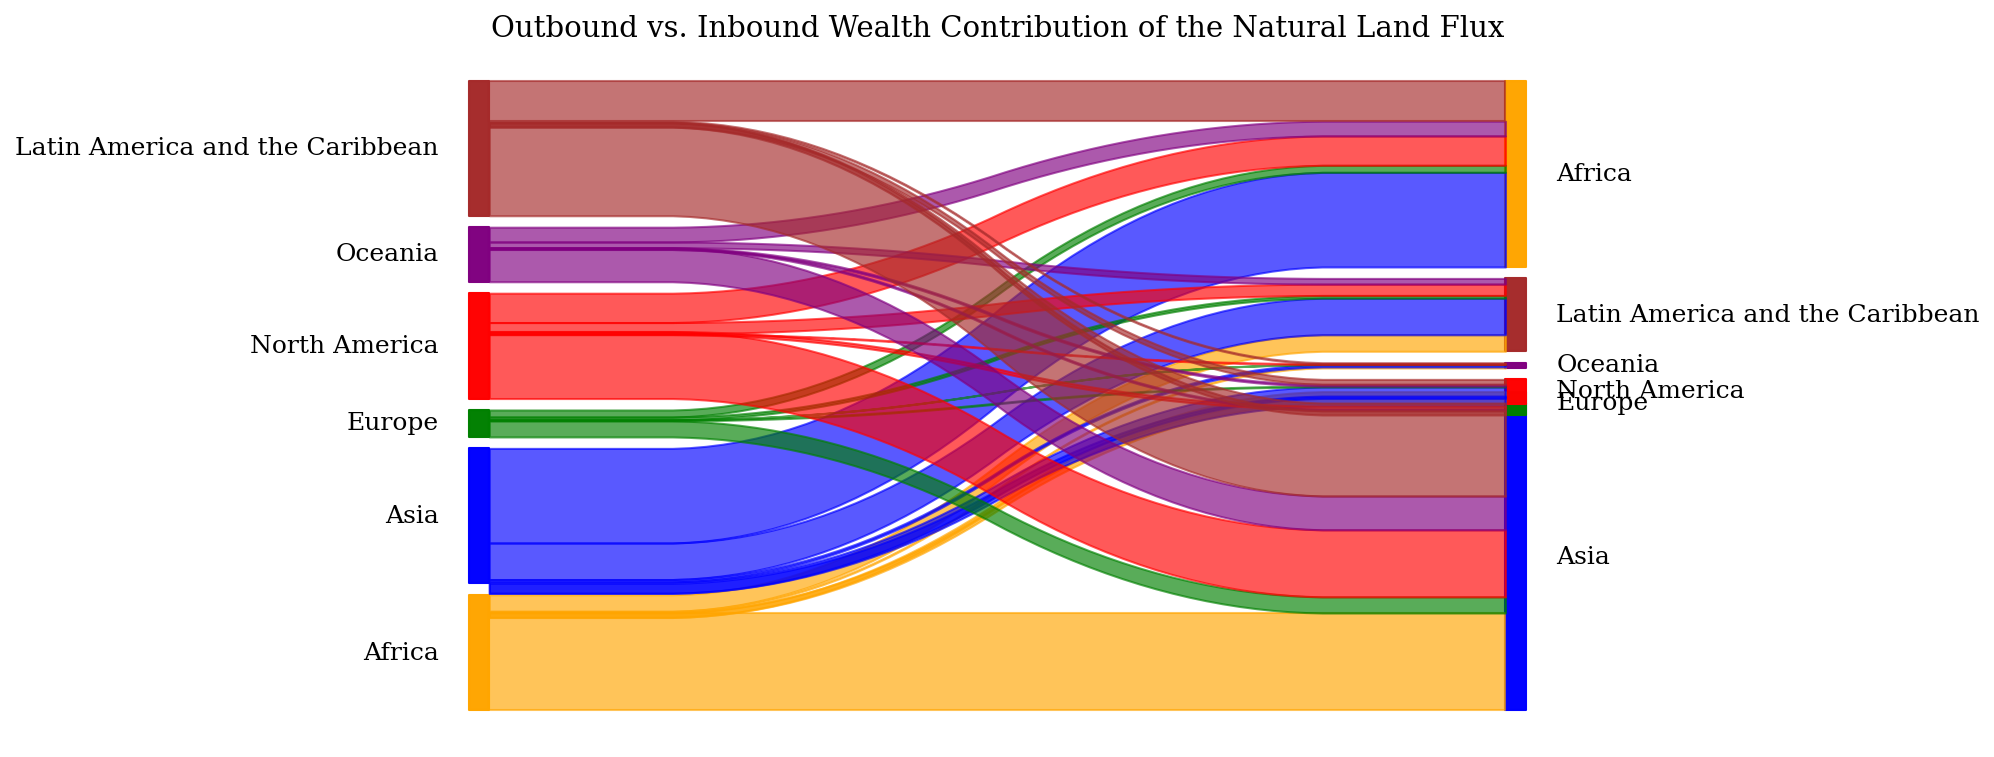 Outbound vs. Inbound Wealth Contribution of the Natural Land Flux
Latin America and the Caribbean
Oceania
North America
Europe
Asia
Africa
Africa
Latin America and the Caribbean
Oceania
North America
Europe
Asia